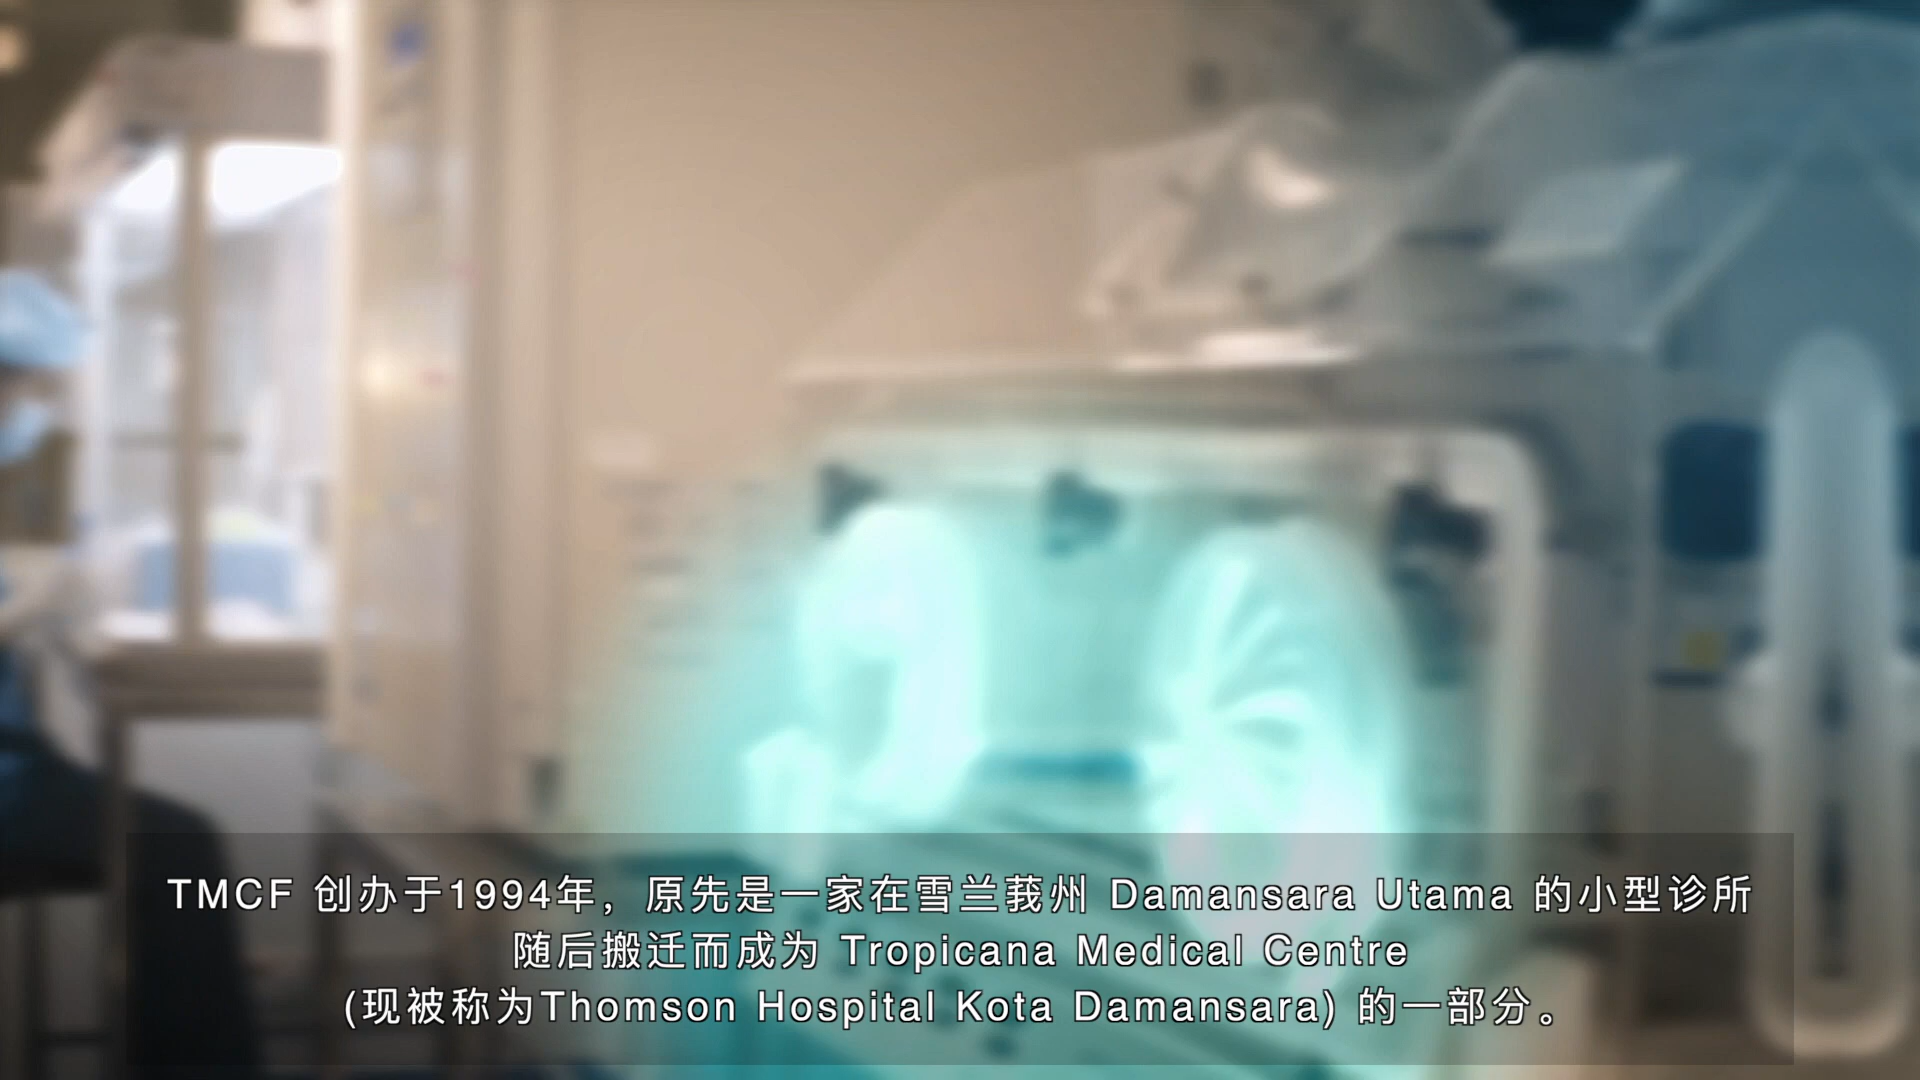 TMCF 创办于1994年，原先是一家在雪兰莪州 Damansara Utama 的小型诊所
随后搬迁而成为 Tropicana Medical Centre
(现被称为Thomson Hospital Kota Damansara) 的一部分。